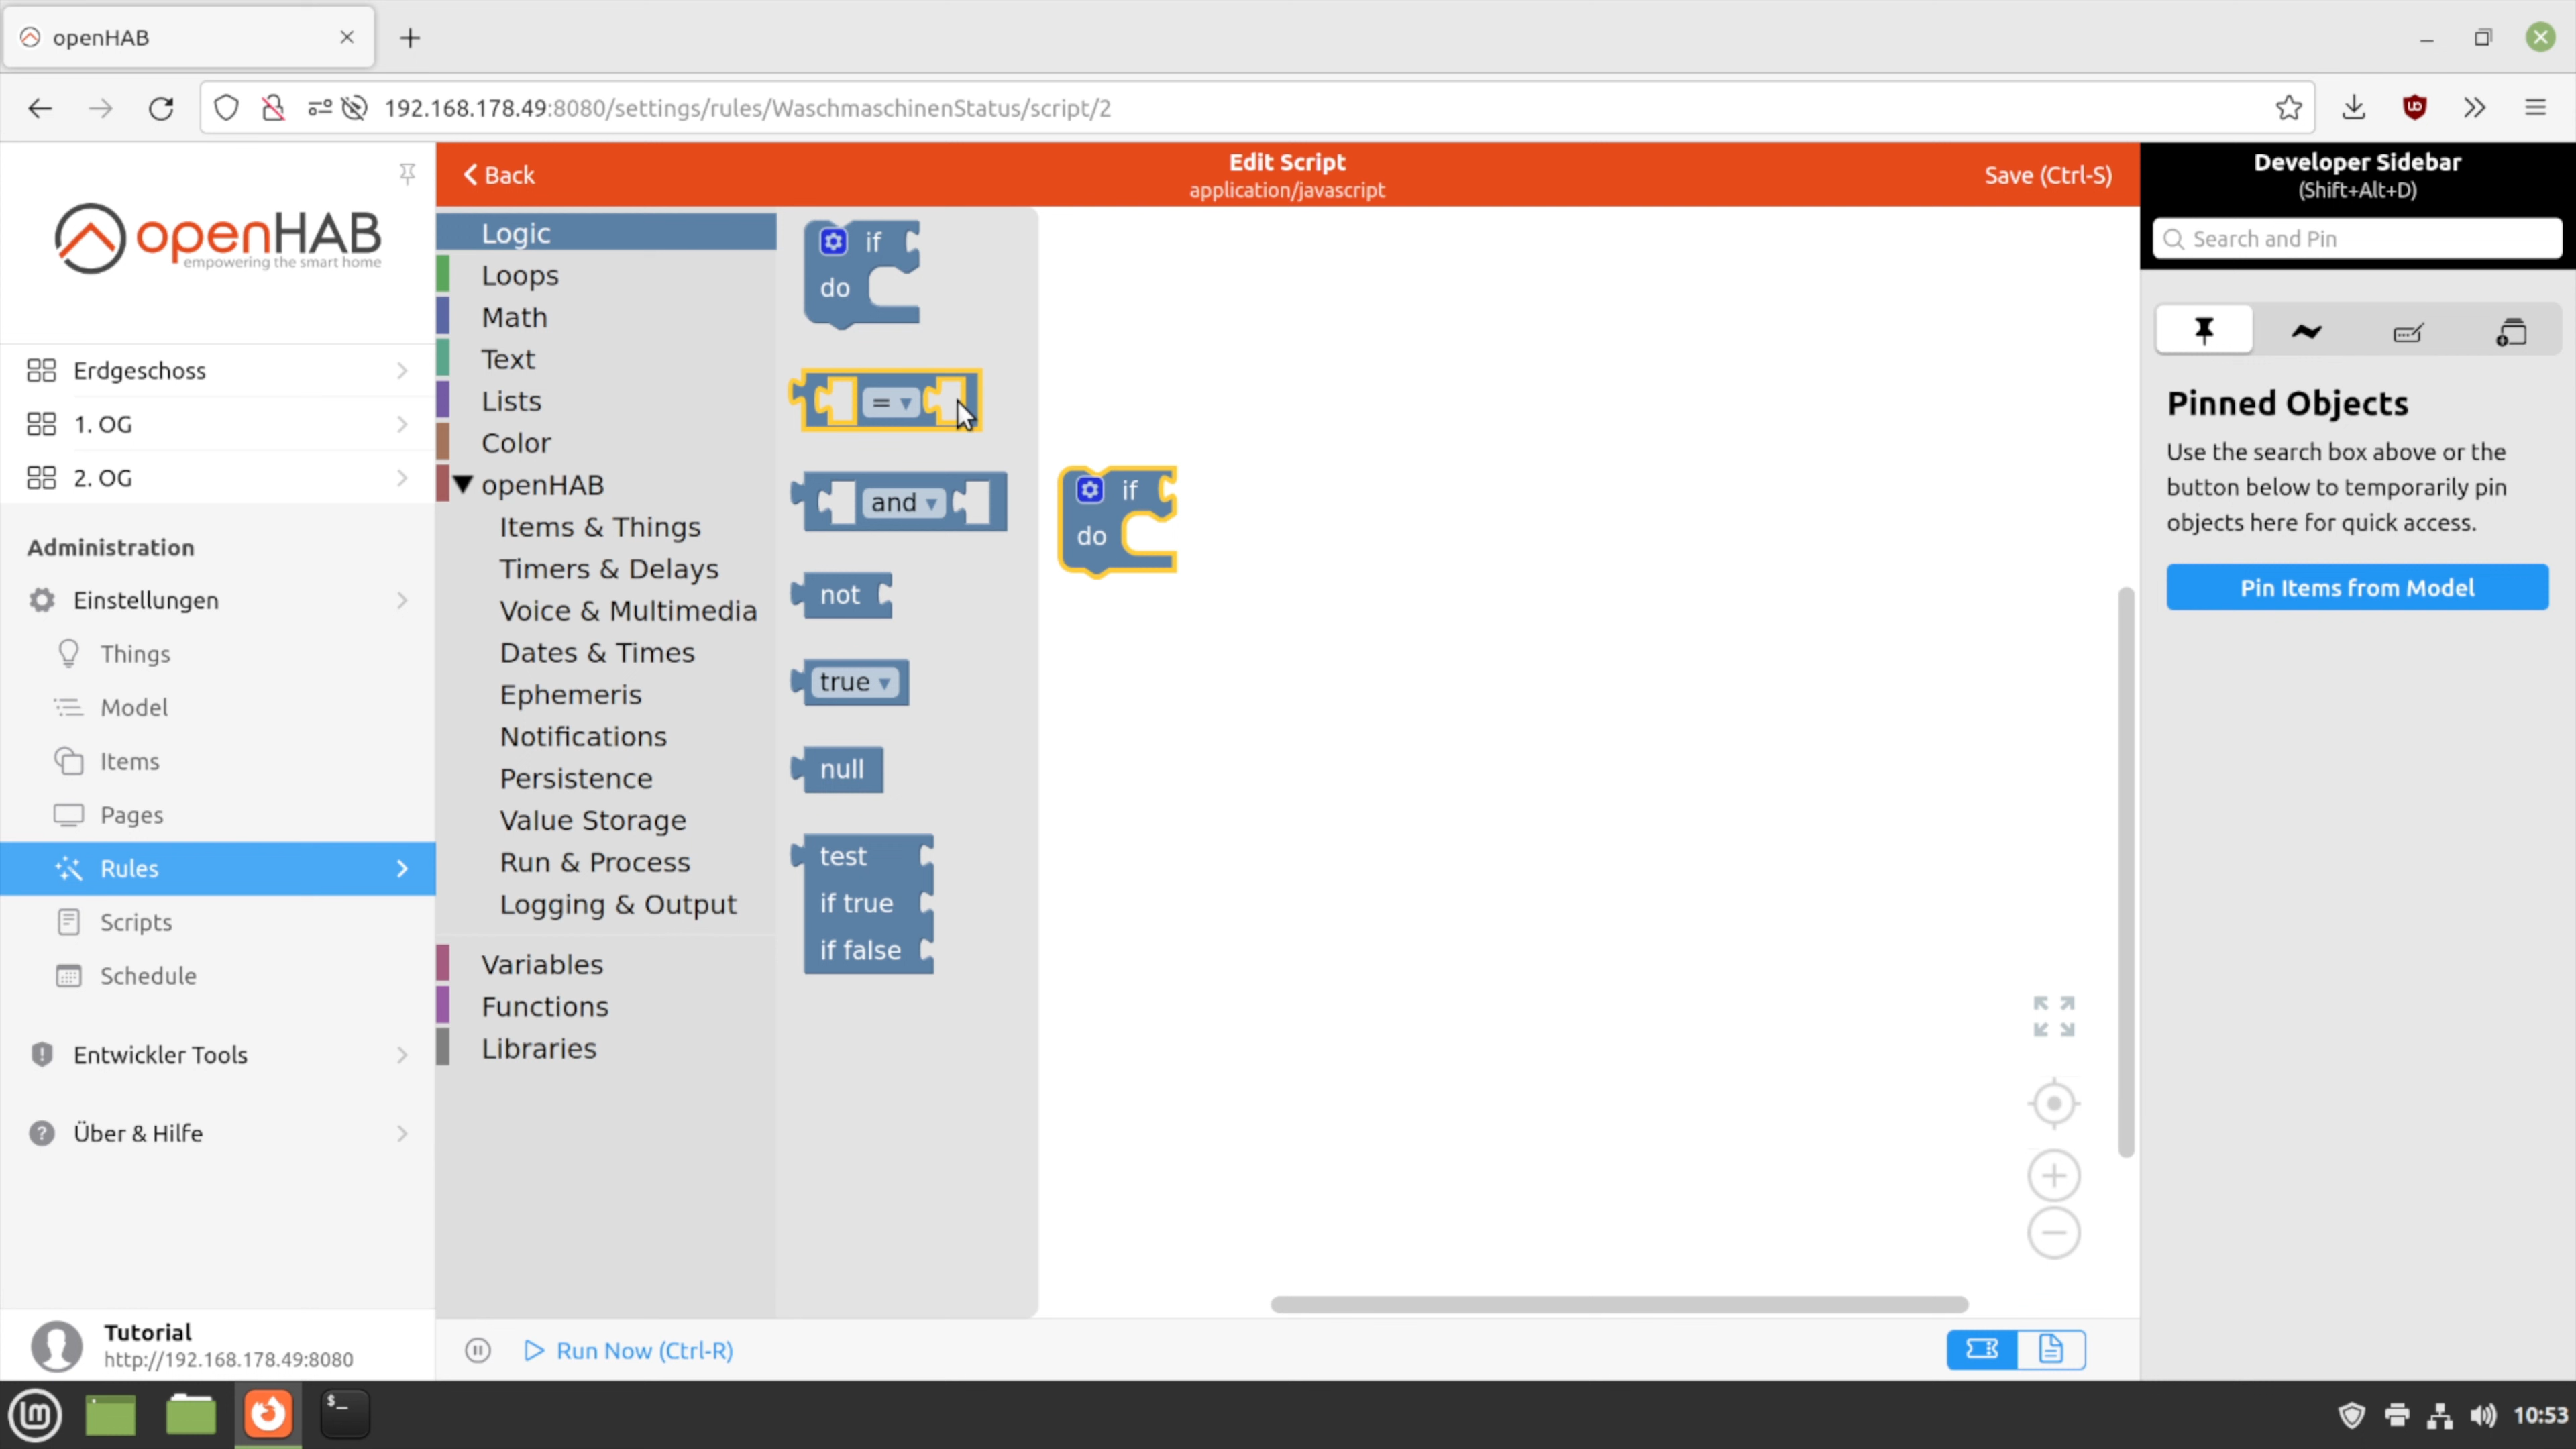 openHAB
192.168.178.49:8080/settings/rules/WaschmaschinenStatus/script/2
openHAB
empowering the smart home
Erdgeschoss
1. OG
2. OG
Administration
Einstellungen
Things
Model
Items
Pages
Rules
Scripts
Schedule
Entwickler Tools
Über & Hilfe
Tutorial
http://192.168.178.49:8080
Back
Edit Script
application/javascript
Save (Ctrl-S)
Logic
Loops
Math
Text
Lists
Color
openHAB
Items & Things
Timers & Delays
Voice & Multimedia
Dates & Times
Ephemeris
Notifications
Persistence
Value Storage
Run & Process
Logging & Output
Variables
Functions
Libraries
if
do
=
and
not
true
null
test
if true
if false
if
do
Run Now (Ctrl-R)
Developer Sidebar
(Shift+Alt+D)
Search and Pin
Pinned Objects
Use the search box above or the
button below to temporarily pin
objects here for quick access.
Pin Items from Model
$_
10:53